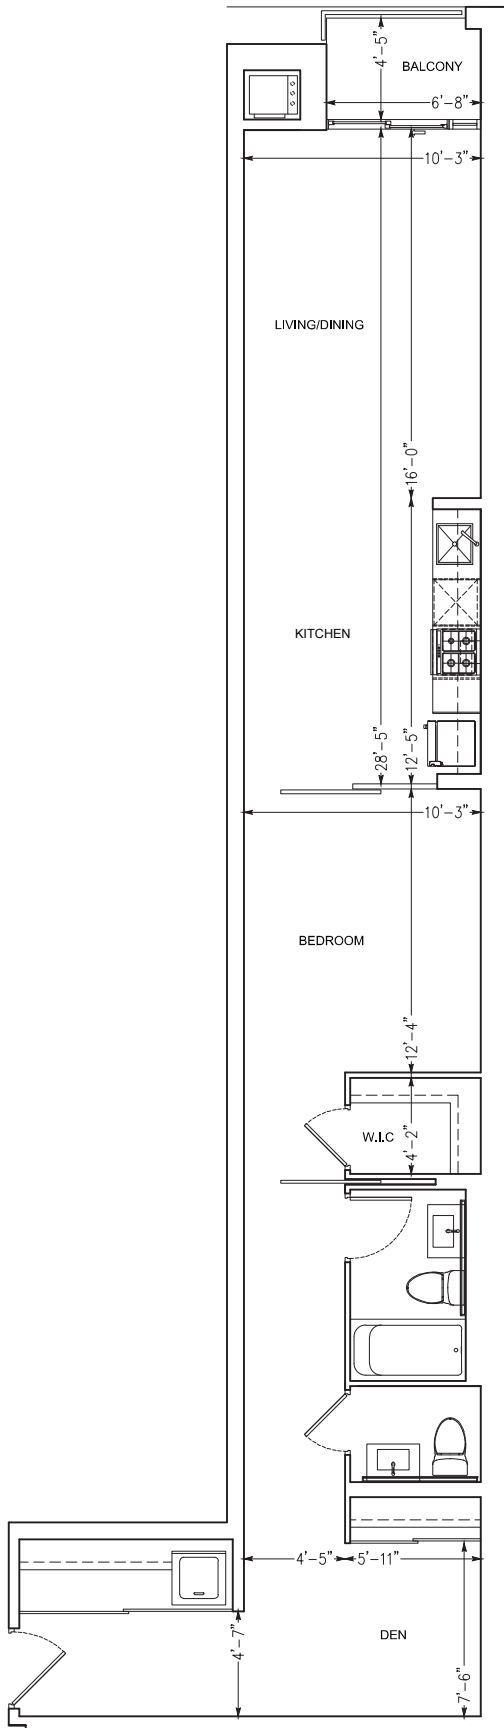 4'-5"
BALCONY
6'-8"
10'-3"
LIVING/DINING
16'-0"
KITCHEN
28'-5"
12'-5"
10'-3"
BEDROOM
12'-4"
W.I.C
4'-2"
4'-5"
5'-11"
DEN
4'-7"
7'-6"